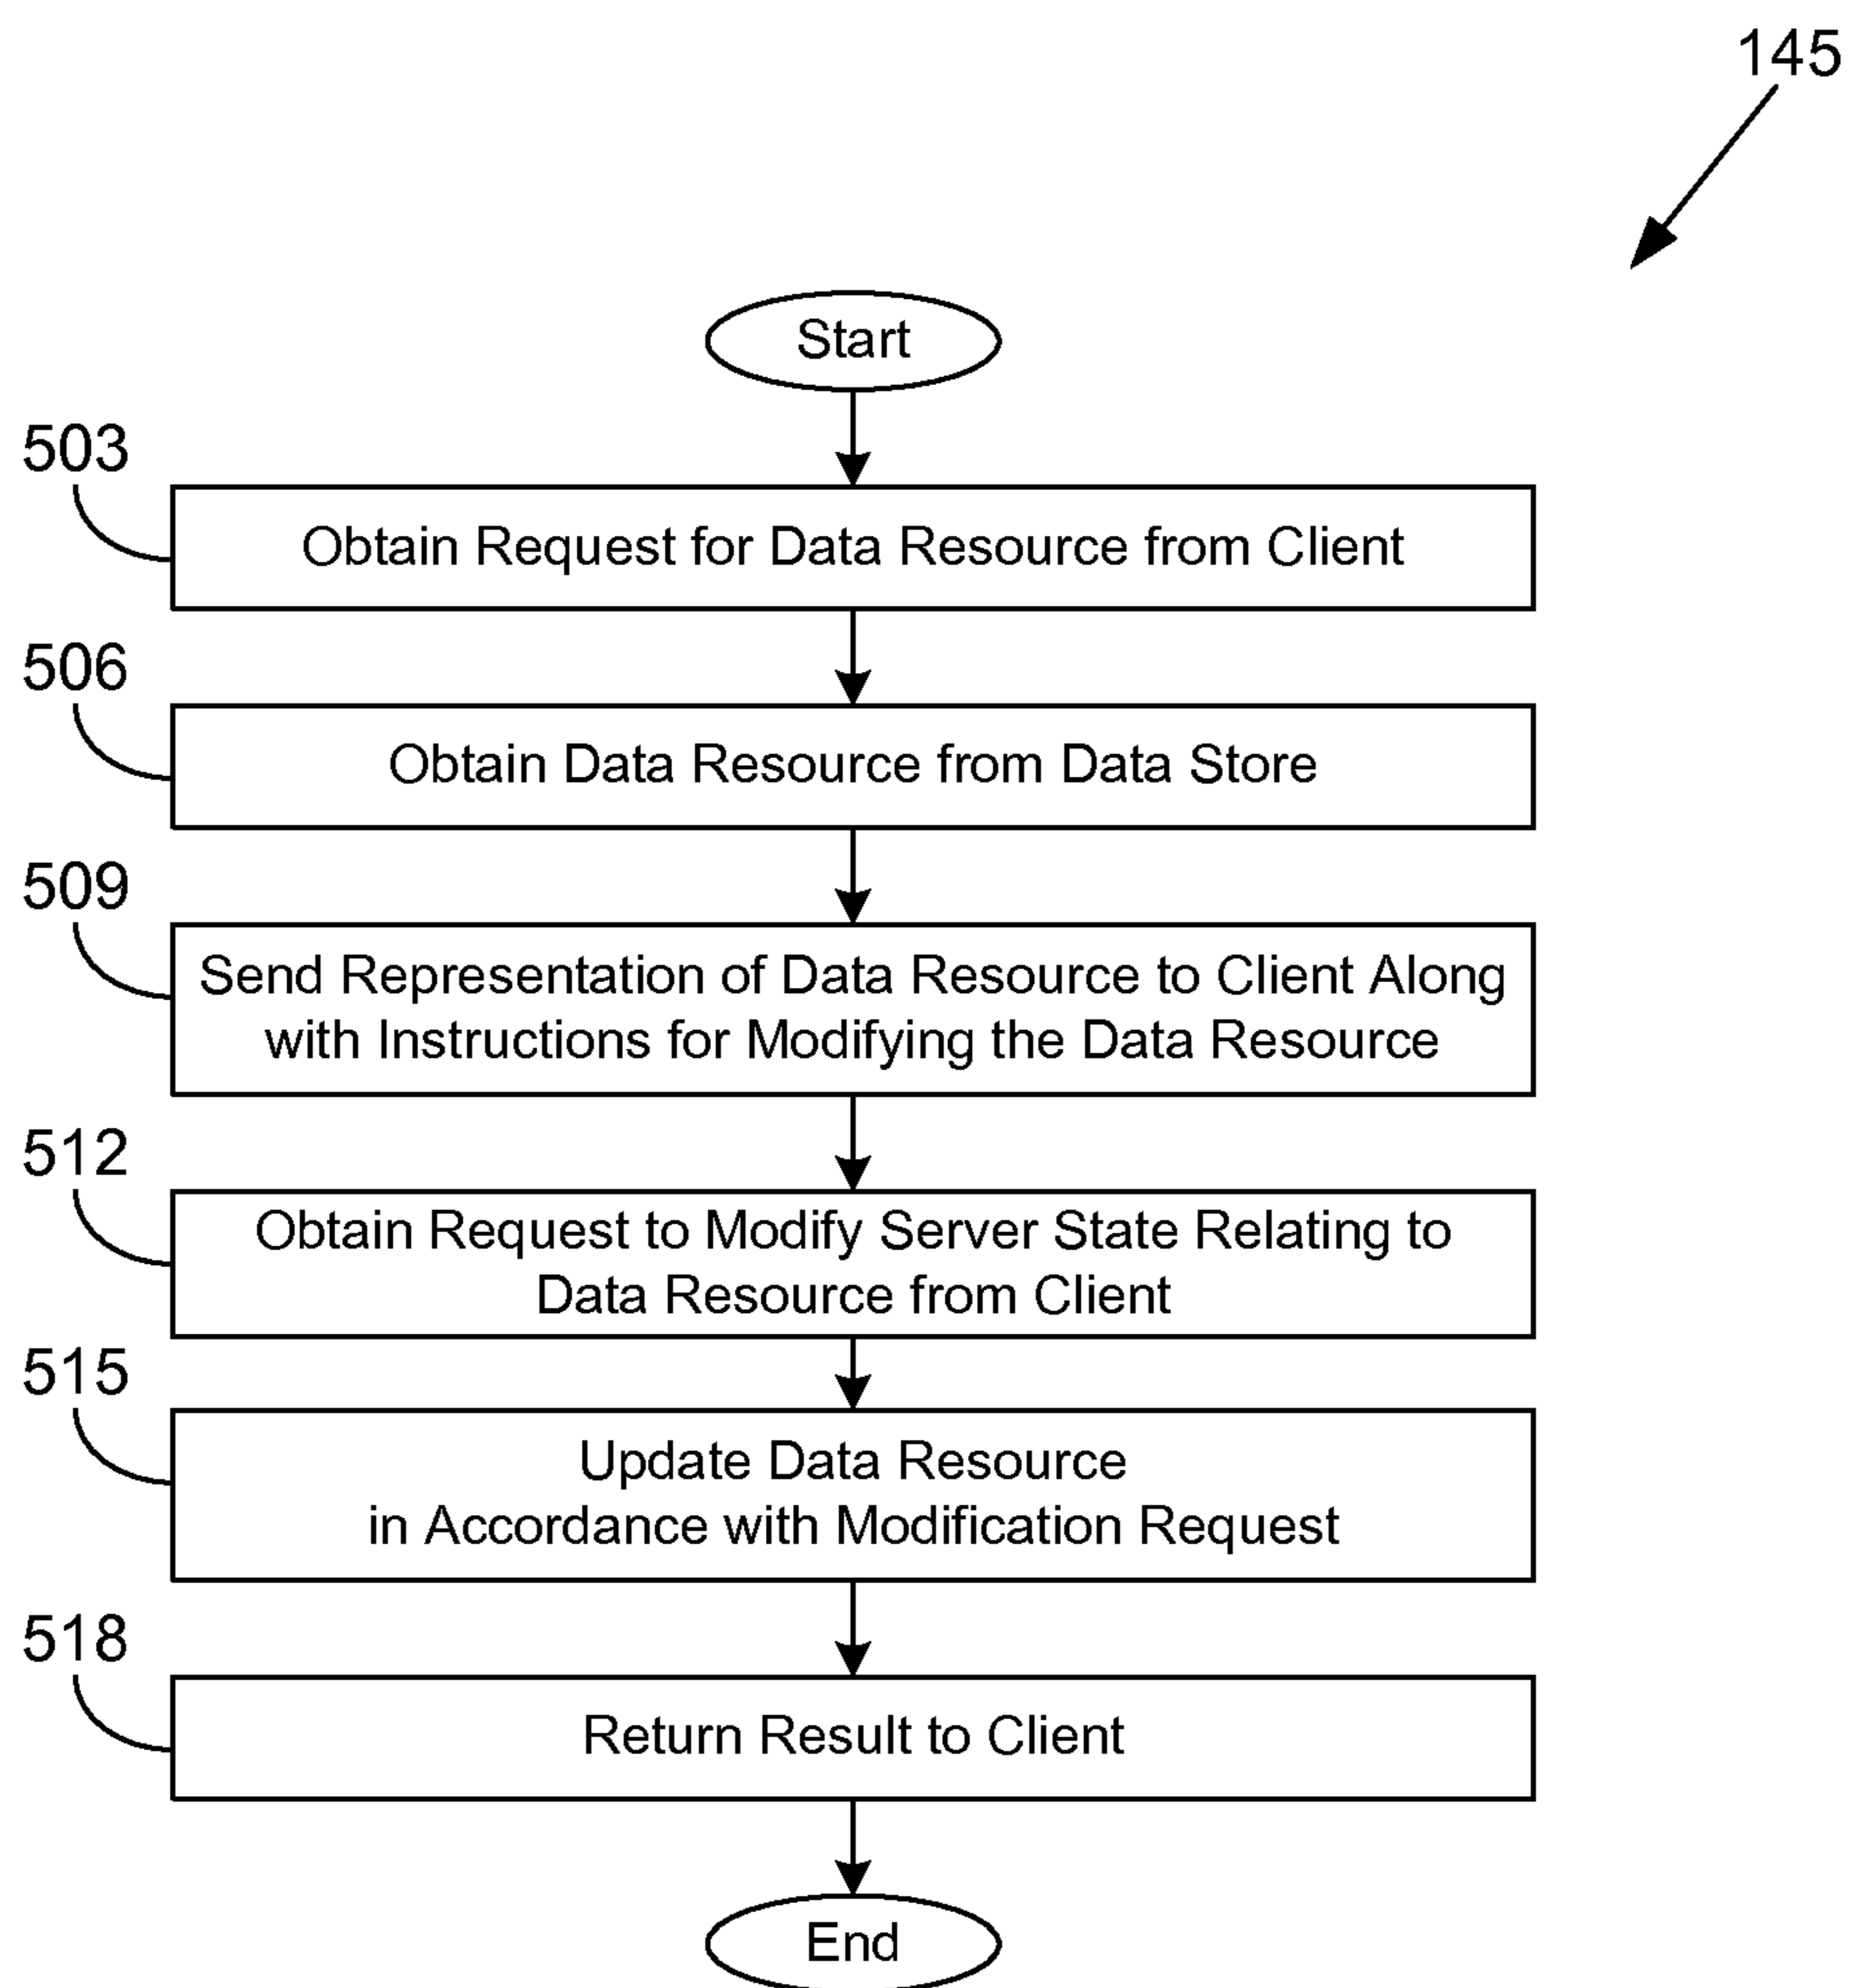 145
Start
503
Obtain Request for Data Resource from Client
506
Obtain Data Resource from Data Store
509
Send Representation of Data Resource to Client Along
with Instructions for Modifying the Data Resource
512
Obtain Request to Modify Server State Relating to
Data Resource from Client
515
Update Data Resource
in Accordance with Modification Request
518
Return Result to Client
End